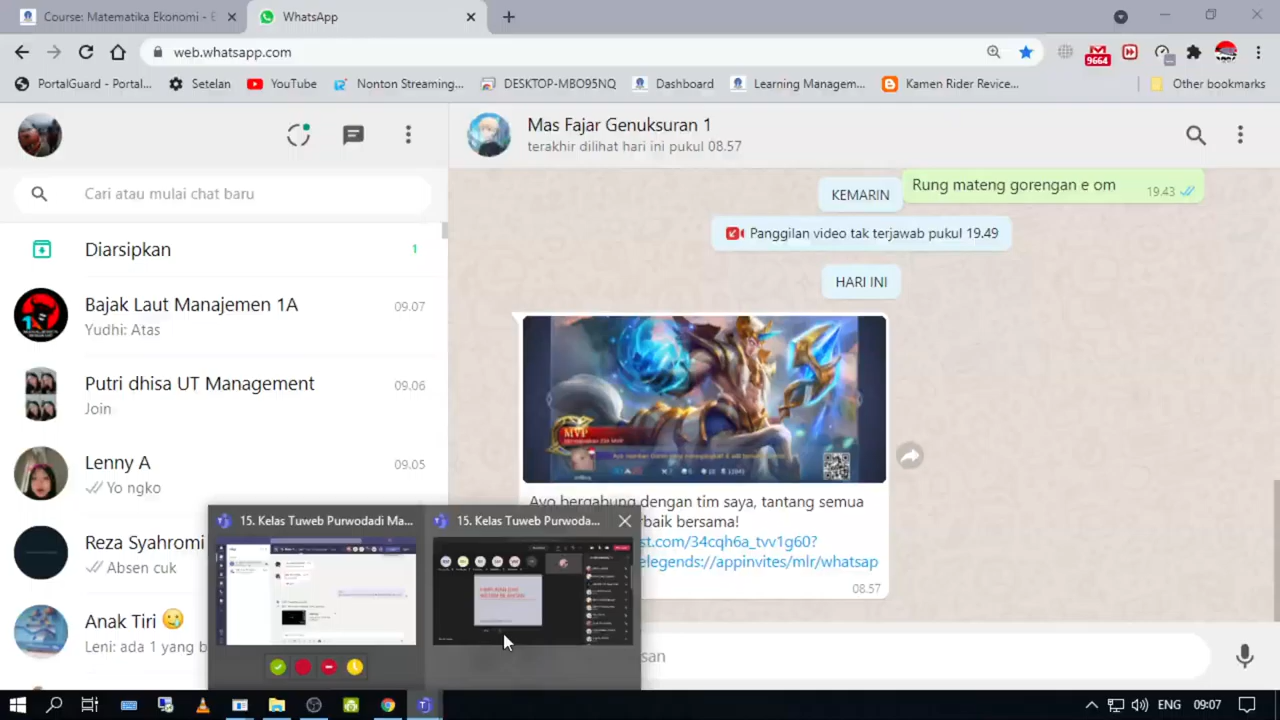 Course: Matematika Ekonomi - E
WhatsApp
web.whatsapp.com
9664
PortalGuard - Portal...
Setelan
YouTube
Nonton Streaming...
DESKTOP-M8O95NQ
Dashboard
Learning Managem...
Kamen Rider Revice...
Other bookmarks
Mas Fajar Genuksuran 1
terakhir dilihat hari ini pukul 08.57
Cari atau mulai chat baru
Diarsipkan
1
Bajak Laut Manajemen 1A
09.07
Yudhi: Atas
Putri dhisa UT Management
09.06
Join
Lenny A
09.05
Yo ngko
Reza Syahromi
Absen cuk
Anak Tiri
Leni: ada 1 yang b
KEMARIN
Rung mateng gorengan e om
19.43
Panggilan video tak terjawab pukul 19.49
HARI INI
MVP
Ayo bergabung dengan tim saya, tantang semua
rbaik bersama!
st.com/34cqh6a_tvv1g60?
elegends://appinvites/mlr/whatsap
08.57
san
15. Kelas Tuweb Purwodadi Ma...
15. Kelas Tuweb Purwoda...
ENG
09:07